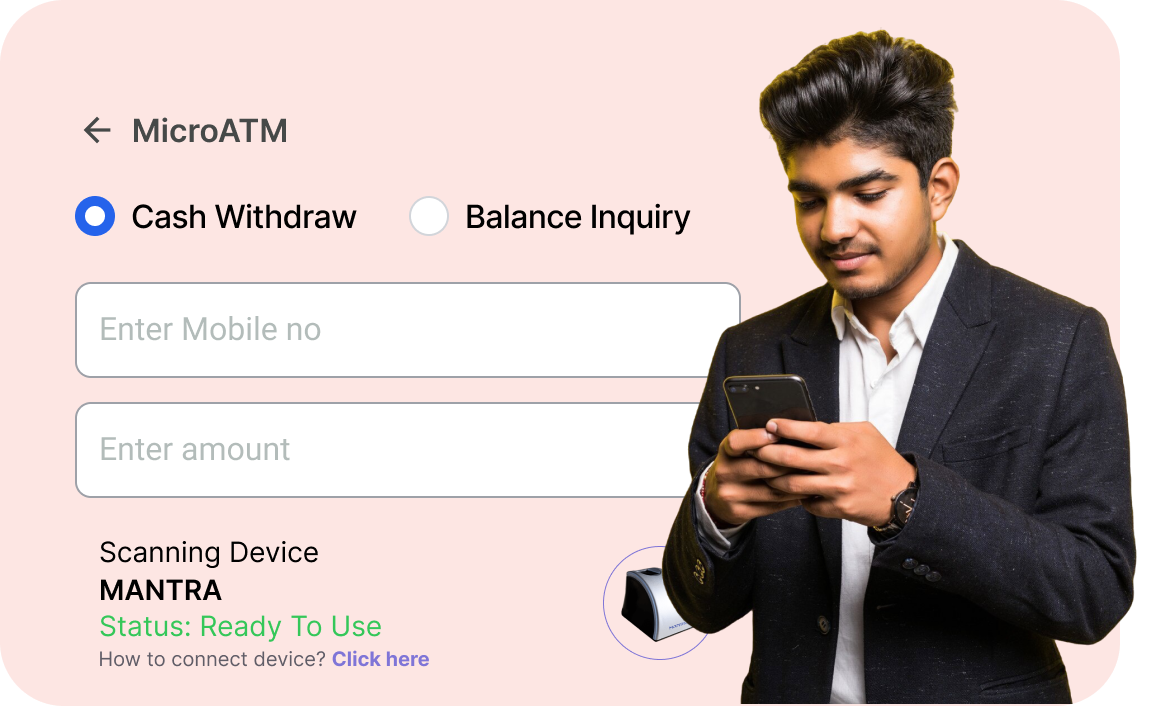 MicroATM
Cash Withdraw
Balance Inquiry
Enter Mobile no
Enter amount
Scanning Device
MANTRA
Status: Ready To Use
How to connect device? Click here